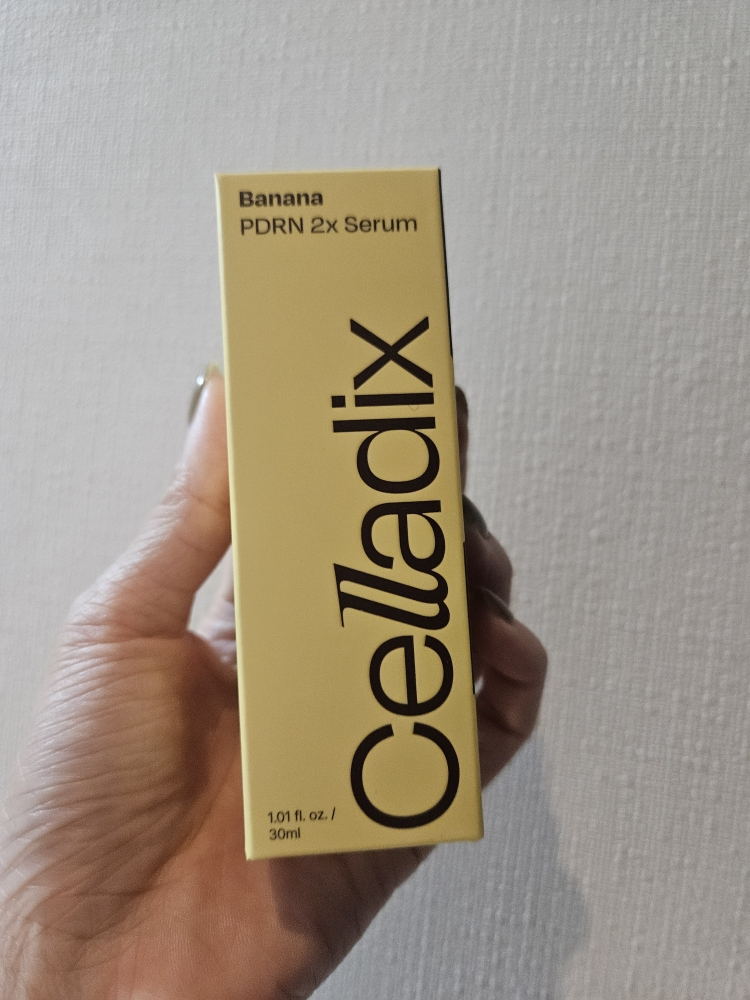 Banana
PDRN 2x Serum
Celladix
1.01 fl. oz. /
30ml